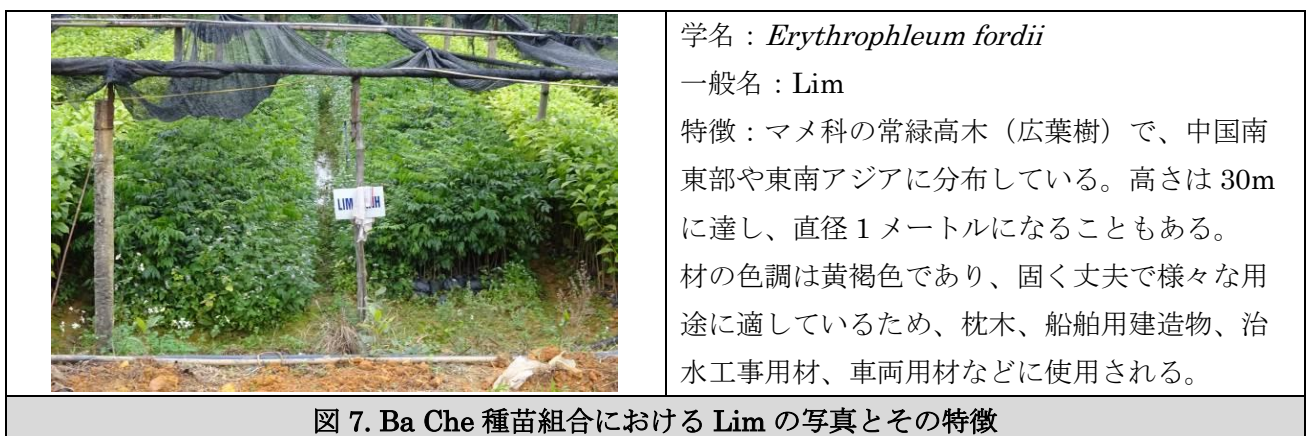 LIM
学名：Erythrophleum fordii
一般名：Lim
特徴：マメ科の常緑高木（広葉樹）で、中国南
東部や東南アジアに分布している。高さは 30m
に達し、直径 1 メートルになることもある。
材の色調は黄褐色であり、固く丈夫で様々な用
途に適しているため、枕木、船舶用建造物、治
水工事用材、車両用材などに使用される。
図 7. Ba Che 種苗組合における Lim の写真とその特徴